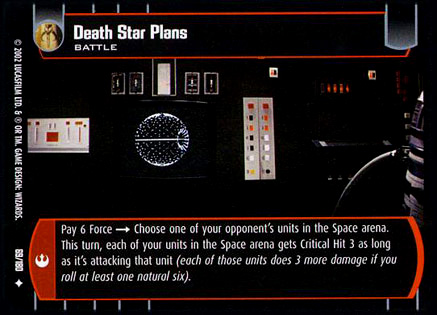 Death Star Plans
BATTLE
Pay 6 Force → Choose one of your opponent's units in the Space arena.
This turn, each of your units in the Space arena gets Critical Hit 3 as long
as it's attacking that unit (each of those units does 3 more damage if you
roll at least one natural six).
© 2002 LUCASFILM LTD. & ® OR TM. GAME DESIGN: WIZARDS.
69/180